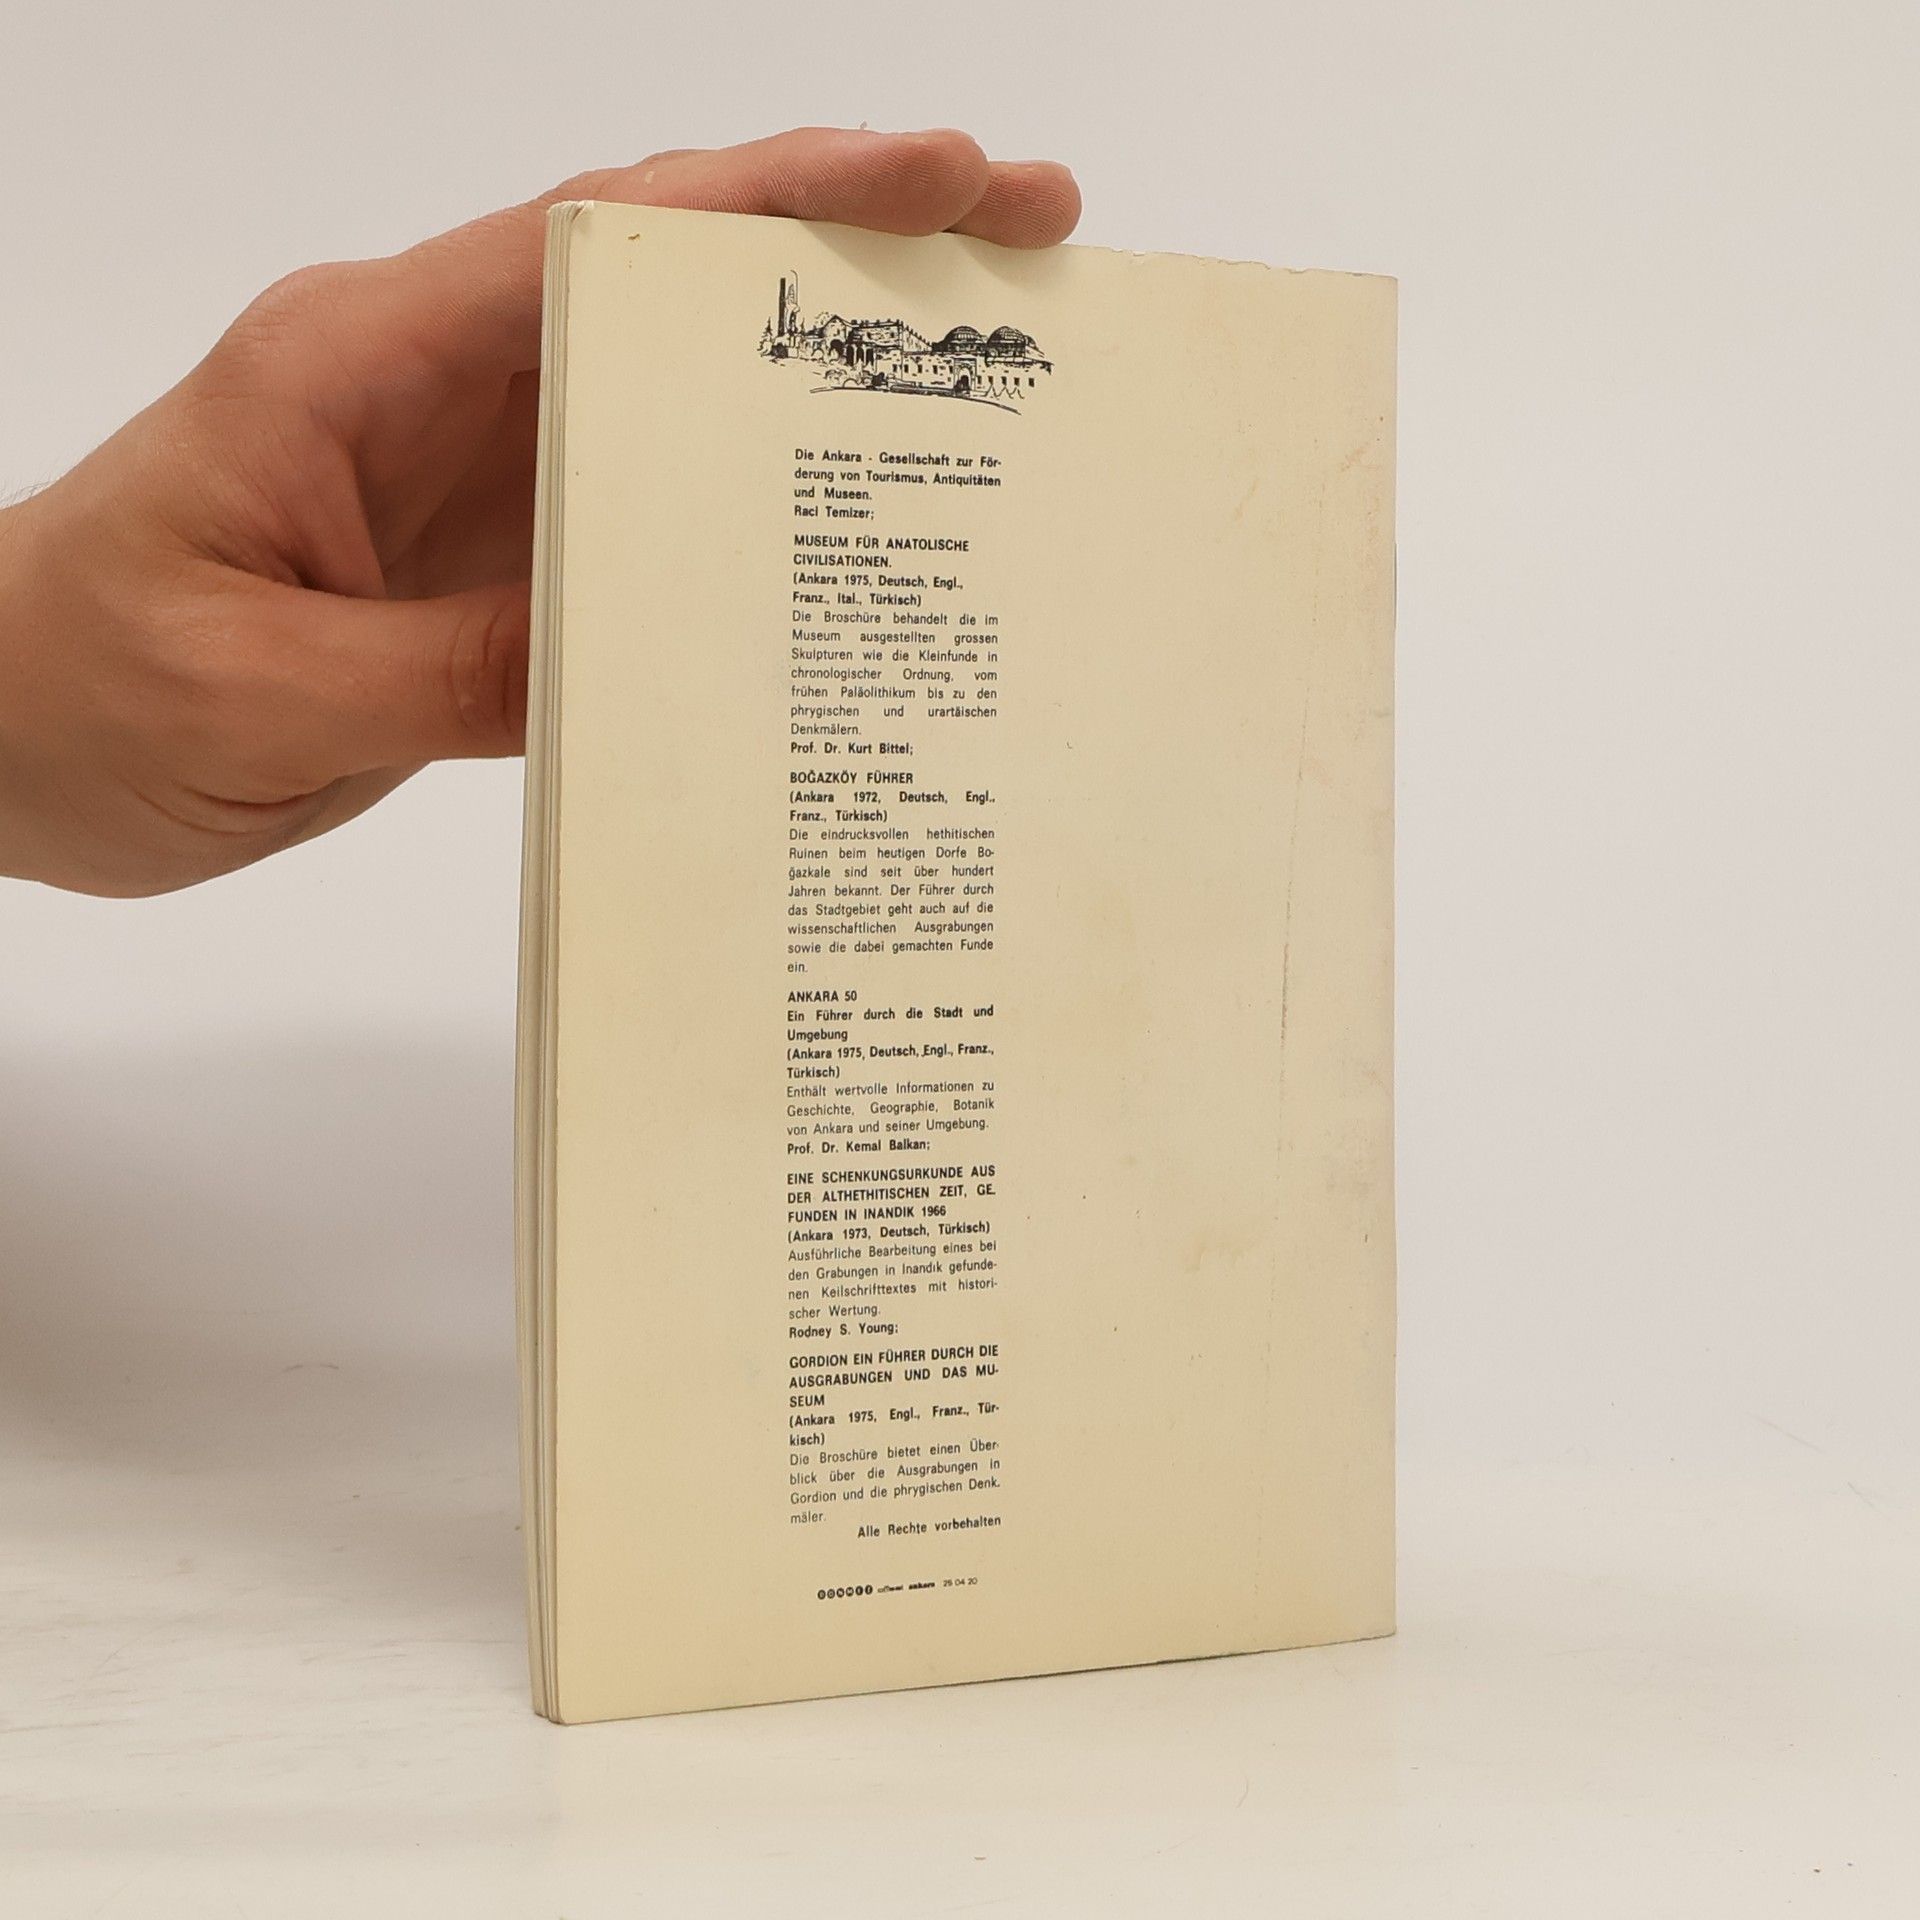 Die Ankara - Gesellschaft zur För-
derung von Tourismus, Antiquitäten
und Museen.
Raci Temizer;
MUSEUM FÜR ANATOLISCHE
CIVILISATIONEN.
(Ankara 1975, Deutsch, Engl.,
Franz., Ital., Türkisch)
Die Broschüre behandelt die im
Museum ausgestellten grossen
Skulpturen wie die Kleinfunde in
chronologischer Ordnung, vom
frühen Paläolithikum bis zu den
phrygischen und urartäischen
Denkmälern.
Prof. Dr. Kurt Bittel;
BOĞAZKÖY FÜHRER
(Ankara 1972, Deutsch, Engl.,
Franz., Türkisch)
Die eindrucksvollen hethitischen
Ruinen beim heutigen Dorfe Bo-
ğazkale sind seit über hundert
Jahren bekannt. Der Führer durch
das Stadtgebiet geht auch auf die
wissenschaftlichen Ausgrabungen
sowie die dabei gemachten Funde
ein.
ANKARA 50
Ein Führer durch die Stadt und
Umgebung
(Ankara 1975, Deutsch, Engl., Franz.,
Türkisch)
Enthält wertvolle Informationen zu
Geschichte, Geographie, Botanik
von Ankara und seiner Umgebung.
Prof. Dr. Kemal Balkan;
EINE SCHENKUNGSURKUNDE AUS
DER ALTHETHITISCHEN ZEIT, GE.
FUNDEN IN INANDIK 1966
(Ankara 1973, Deutsch, Türkisch)
Ausführliche Bearbeitung eines bei
den Grabungen in Inandık gefunde-
nen Keilschrifttextes mit histori-
scher Wertung.
Rodney S. Young;
GORDION EIN FÜHRER DURCH DIE
AUSGRABUNGEN UND DAS MU-
SEUM
(Ankara 1975, Engl., Franz., Tür-
kisch)
Die Broschüre bietet einen Über-
blick über die Ausgrabungen in
Gordion und die phrygischen Denk.
mäler.
Alle Rechte vorbehalten
DÖNMEZ offset ankara 25 04 20